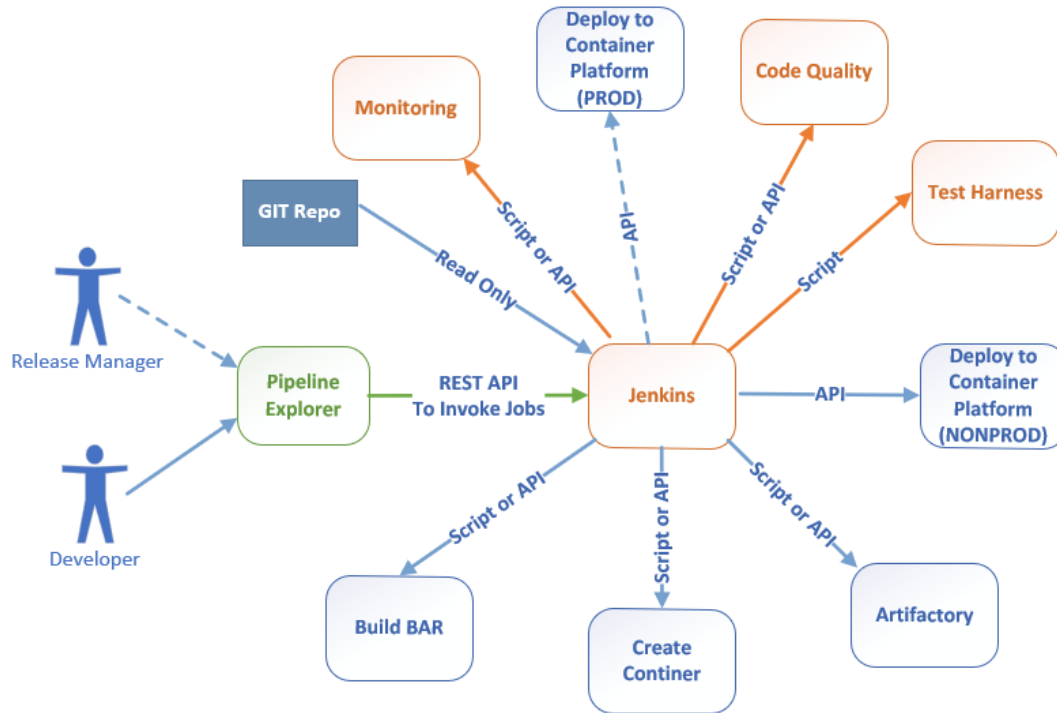 Deploy to
Container
Platform
(PROD)
Code Quality
Monitoring
GIT Repo
Test Harness
Script or API
API
Script or API
Script
Read Only
Release Manager
Pipeline
Explorer
REST API
To Invoke Jobs
Jenkins
API
Deploy to
Container
Platform
(NONPROD)
Developer
Script or API
Script or API
Script or API
Build BAR
Create
Continer
Artifactory